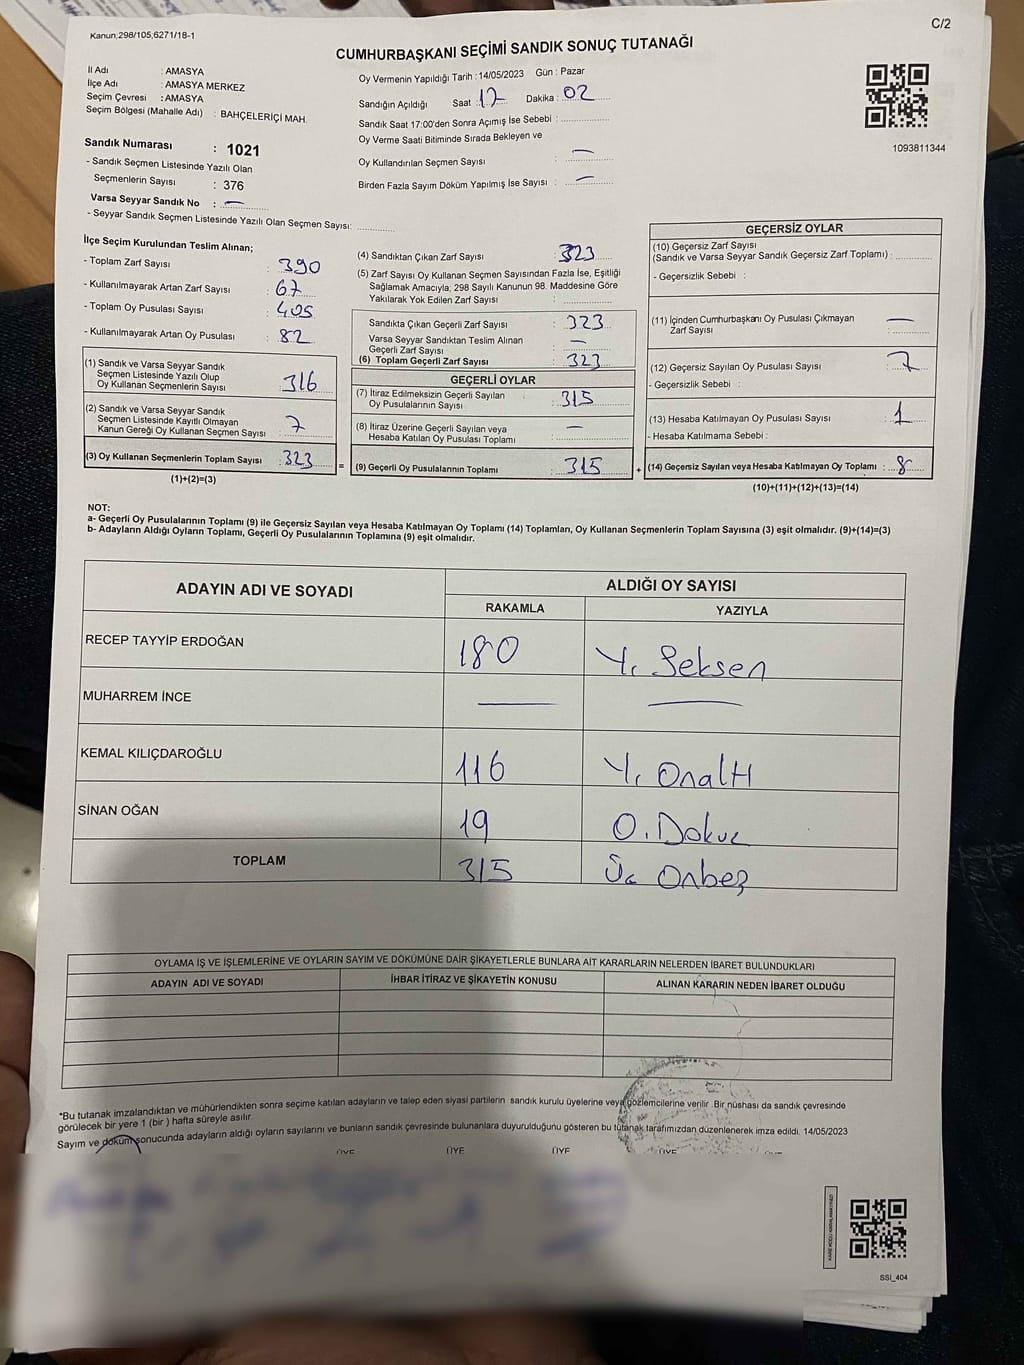 Kanun;298/105,6271/18-1
C/2
CUMHURBAŞKANI SEÇİMİ SANDIK SONUÇ TUTANAĞI
İl Adı : AMASYA
İlçe Adı : AMASYA MERKEZ
Seçim Çevresi : AMASYA
Seçim Bölgesi (Mahalle Adı) : BAHÇELERİÇİ MAH.
Sandık Numarası : 1021
- Sandık Seçmen Listesinde Yazılı Olan
Seçmenlerin Sayısı : 376
Varsa Seyyar Sandık No : —
- Seyyar Sandık Seçmen Listesinde Yazılı Olan Seçmen Sayısı:
Oy Vermenin Yapıldığı Tarih : 14/05/2023 Gün : Pazar
Sandığın Açıldığı Saat : 17 Dakika : 02
Sandık Saat 17:00'den Sonra Açımış İse Sebebi :
Oy Verme Saati Bitiminde Sırada Bekleyen ve
Oy Kullandırılan Seçmen Sayısı : —
Birden Fazla Sayım Döküm Yapılmış İse Sayısı : —
1093811344
İlçe Seçim Kurulundan Teslim Alınan;
- Toplam Zarf Sayısı : 390
- Kullanılmayarak Artan Zarf Sayısı : 67
- Toplam Oy Pusulası Sayısı : 405
- Kullanılmayarak Artan Oy Pusulası : 82
(1) Sandık ve Varsa Seyyar Sandık
Seçmen Listesinde Yazılı Olup
Oy Kullanan Seçmenlerin Sayısı : 316
(2) Sandık ve Varsa Seyyar Sandık
Seçmen Listesinde Kayıtlı Olmayan
Kanun Gereği Oy Kullanan Seçmen Sayısı : 7
(3) Oy Kullanan Seçmenlerin Toplam Sayısı : 323
(1)+(2)=(3)
(4) Sandıktan Çıkan Zarf Sayısı : 323
(5) Zarf Sayısı Oy Kullanan Seçmen Sayısından Fazla İse, Eşitliği
Sağlamak Amacıyla; 298 Sayılı Kanunun 98. Maddesine Göre
Yakılarak Yok Edilen Zarf Sayısı :
Sandıkta Çıkan Geçerli Zarf Sayısı : 323
Varsa Seyyar Sandıktan Teslim Alınan
Geçerli Zarf Sayısı : —
(6) Toplam Geçerli Zarf Sayısı : 323
GEÇERLİ OYLAR
(7) İtiraz Edilmeksizin Geçerli Sayılan
Oy Pusulalarının Sayısı : 315
(8) İtiraz Üzerine Geçerli Sayılan veya
Hesaba Katılan Oy Pusulası Toplamı : —
= (9) Geçerli Oy Pusulalarının Toplamı : 315 +
GEÇERSİZ OYLAR
(10) Geçersiz Zarf Sayısı
(Sandık ve Varsa Seyyar Sandık Geçersiz Zarf Toplamı) :
- Geçersizlik Sebebi :
(11) İçinden Cumhurbaşkanı Oy Pusulası Çıkmayan
Zarf Sayısı : —
(12) Geçersiz Sayılan Oy Pusulası Sayısı : 7
- Geçersizlik Sebebi :
(13) Hesaba Katılmayan Oy Pusulası Sayısı : 1
- Hesaba Katılmama Sebebi :
(14) Geçersiz Sayılan veya Hesaba Katılmayan Oy Toplamı : 8
(10)+(11)+(12)+(13)=(14)
NOT:
a- Geçerli Oy Pusulalarının Toplamı (9) ile Geçersiz Sayılan veya Hesaba Katılmayan Oy Toplamı (14) Toplamları, Oy Kullanan Seçmenlerin Toplam Sayısına (3) eşit olmalıdır. (9)+(14)=(3)
b- Adayların Aldığı Oyların Toplamı, Geçerli Oy Pusulalarının Toplamına (9) eşit olmalıdır.
ADAYIN ADI VE SOYADI ALDIĞI OY SAYISI
RAKAMLA YAZIYLA
RECEP TAYYİP ERDOĞAN 180 Y. Seksen
MUHARREM İNCE — —
KEMAL KILIÇDAROĞLU 116 Y. Onaltı
SİNAN OĞAN 19 O. Dokuz
TOPLAM 315 Üç Onbeş
OYLAMA İŞ VE İŞLEMLERİNE VE OYLARIN SAYIM VE DÖKÜMÜNE DAİR ŞİKAYETLERLE BUNLARA AİT KARARLARIN NELERDEN İBARET BULUNDUKLARI
ADAYIN ADI VE SOYADI İHBAR İTİRAZ VE ŞİKAYETİN KONUSU ALINAN KARARIN NEDEN İBARET OLDUĞU
*Bu tutanak imzalandıktan ve mühürlendikten sonra seçime katılan adayların ve talep eden siyasi partilerin sandık kurulu üyelerine veya gözlemcilerine verilir. Bir nüshası da sandık çevresinde
görülecek bir yere 1 (bir ) hafta süreyle asılır.
Sayım ve döküm sonucunda adayların aldığı oyların sayılarını ve bunların sandık çevresinde bulunanlara duyurulduğunu gösteren bu tutanak tarafımızdan düzenlenerek imza edildi. 14/05/2023
ÜYE ÜYE ÜYE ÜYE
SSI_404